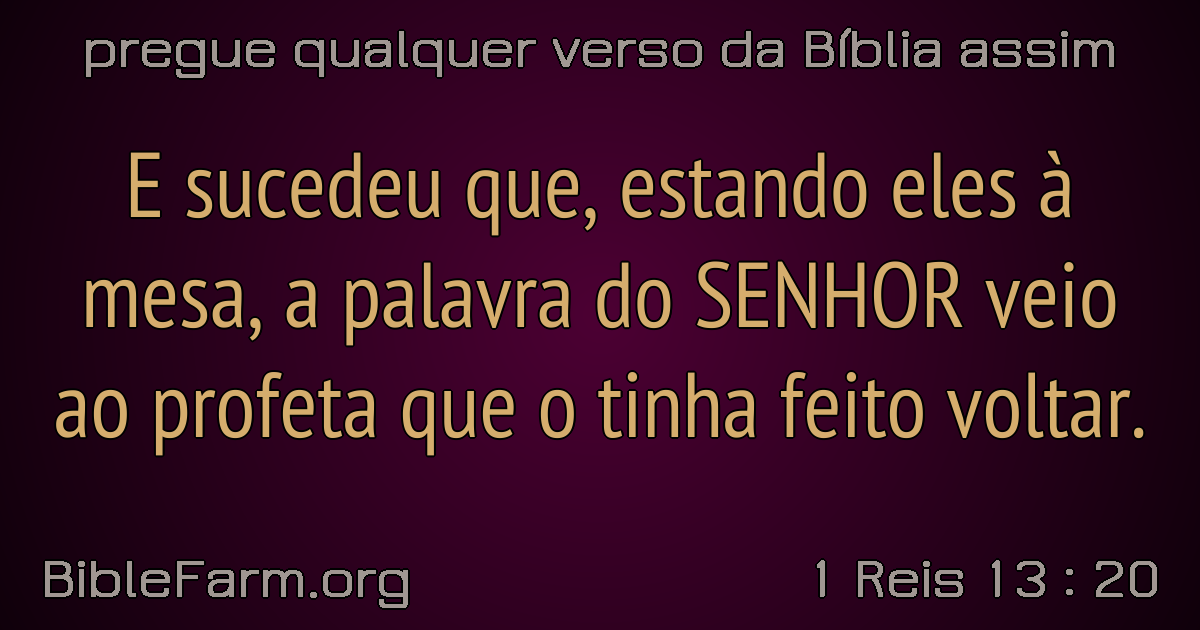 pregue qualquer verso da Bíblia assim
E sucedeu que, estando eles à
mesa, a palavra do SENHOR veio
ao profeta que o tinha feito voltar.
BibleFarm.org
1 Reis 13 : 20